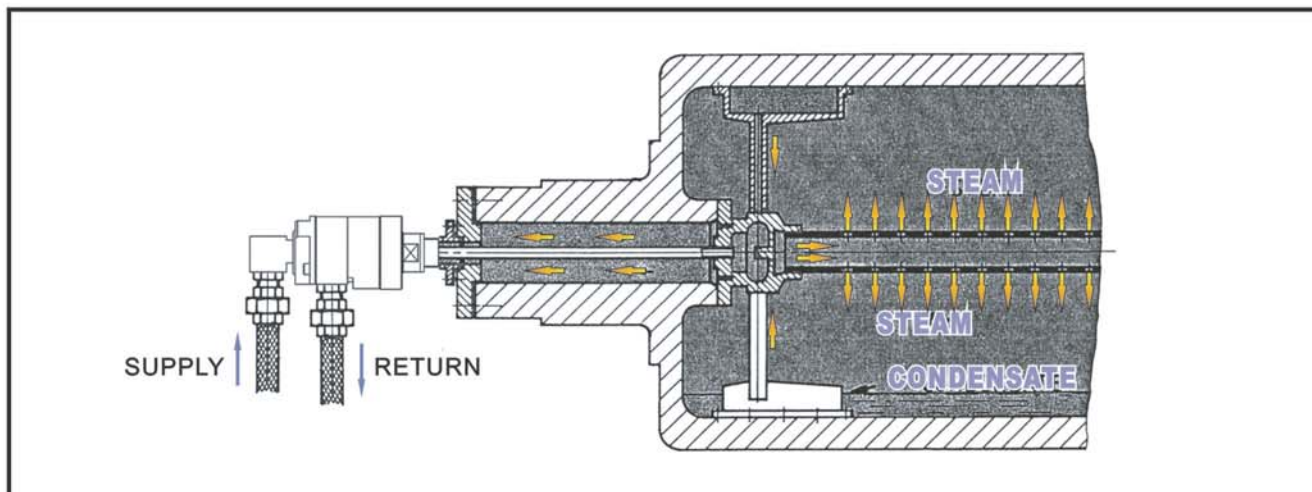 STEAM
STEAM
SUPPLY
RETURN
CONDENSATE